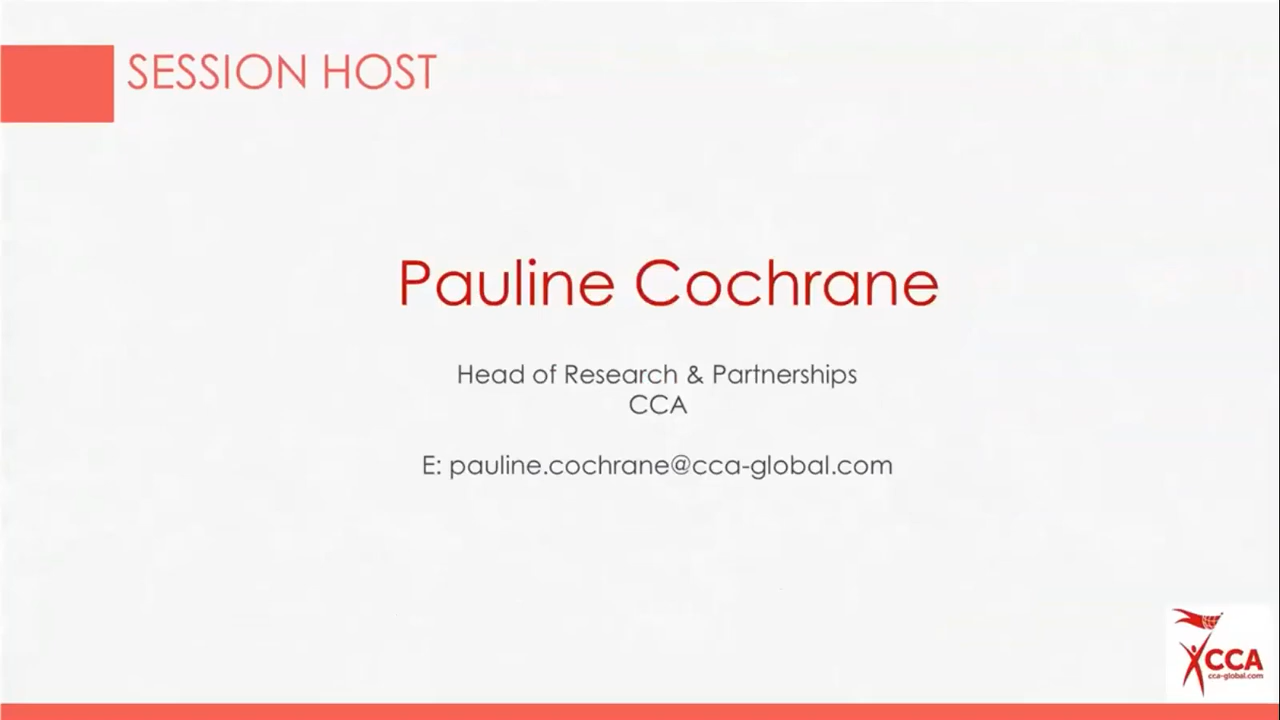 SESSION HOST
Pauline Cochrane
Head of Research & Partnerships
CCA
E: pauline.cochrane@cca-global.com
CCA
cca-global.com